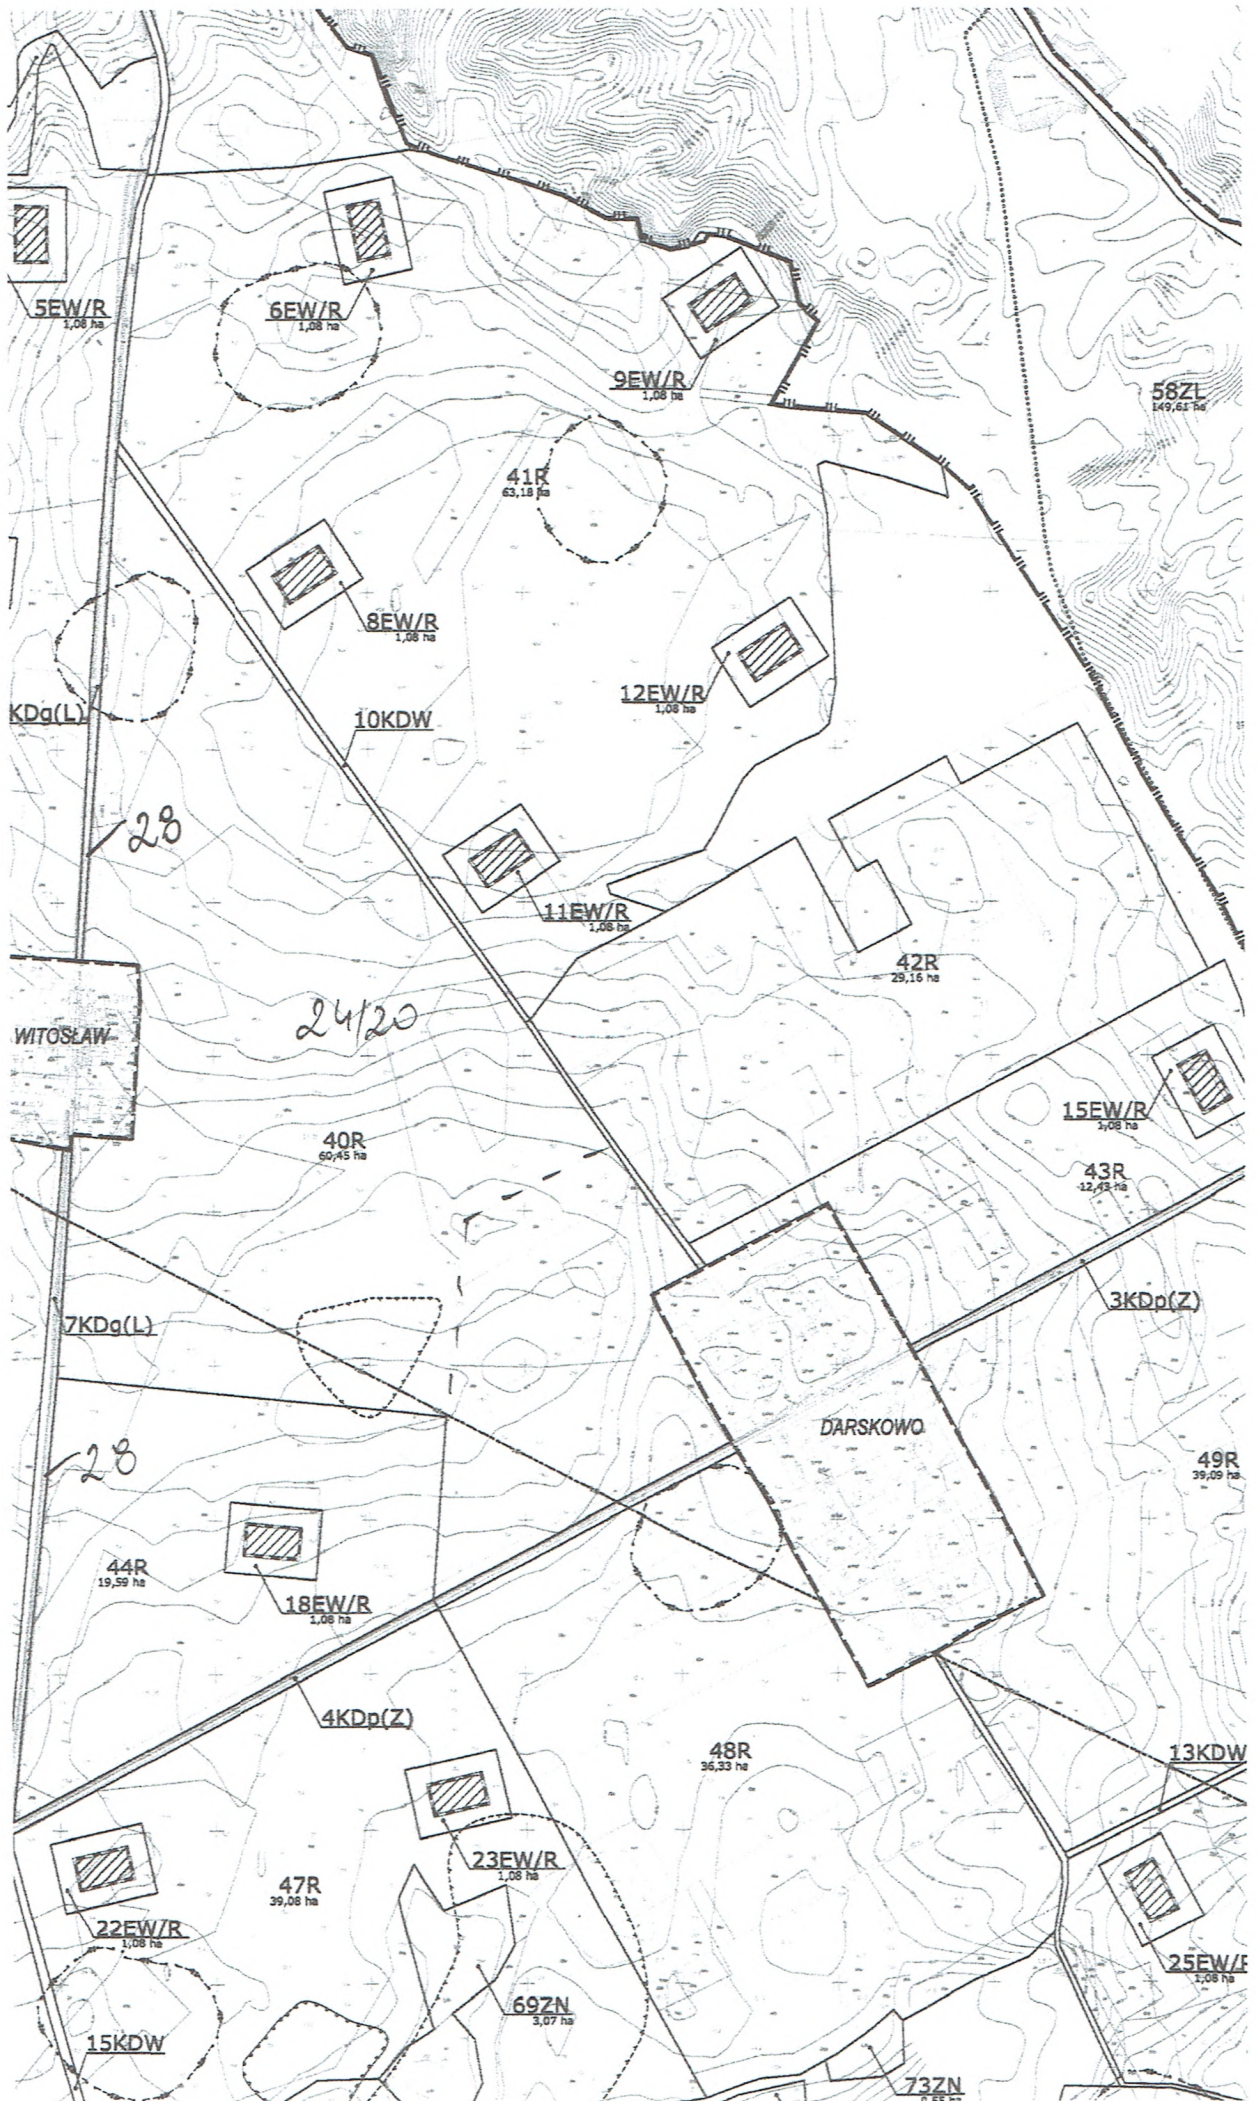 5EW/R
1,08 ha
6EW/R
1,08 ha
9EW/R
1,08 ha
58ZL
149,61 ha
41R
63,18 ha
8EW/R
1,08 ha
12EW/R
1,08 ha
KDg(L)
10KDW
28
11EW/R
1,08 ha
42R
29,16 ha
WITOSŁAW
24/20
15EW/R
1,08 ha
40R
60,45 ha
43R
12,43 ha
3KDp(Z)
7KDg(L)
DARSKOWO
28
49R
39,09 ha
44R
19,59 ha
18EW/R
1,08 ha
4KDp(Z)
48R
36,33 ha
13KDW
23EW/R
1,08 ha
47R
39,08 ha
22EW/R
1,08 ha
25EW/R
1,08 ha
69ZN
3,07 ha
15KDW
73ZN